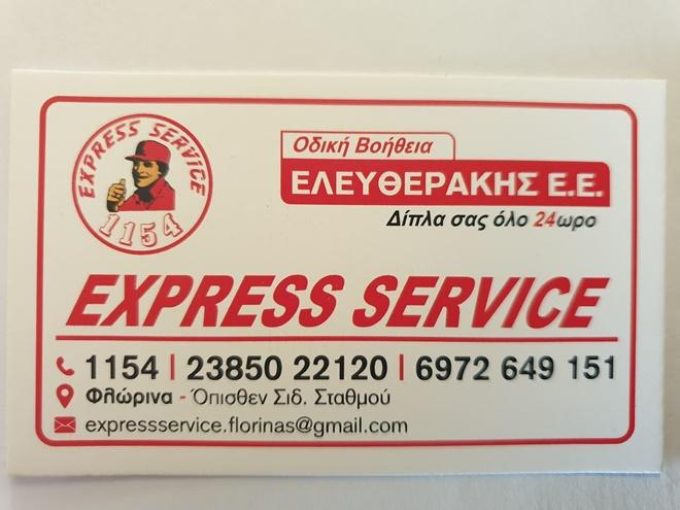 EXPRESS SERVICE
1154
Οδική Βοήθεια
ΕΛΕΥΘΕΡΑΚΗΣ Ε.Ε.
Δίπλα σας όλο 24ωρο
EXPRESS SERVICE
1154 | 23850 22120 | 6972 649 151
Φλώρινα - Όπισθεν Σιδ. Σταθμού
expressservice.florinas@gmail.com